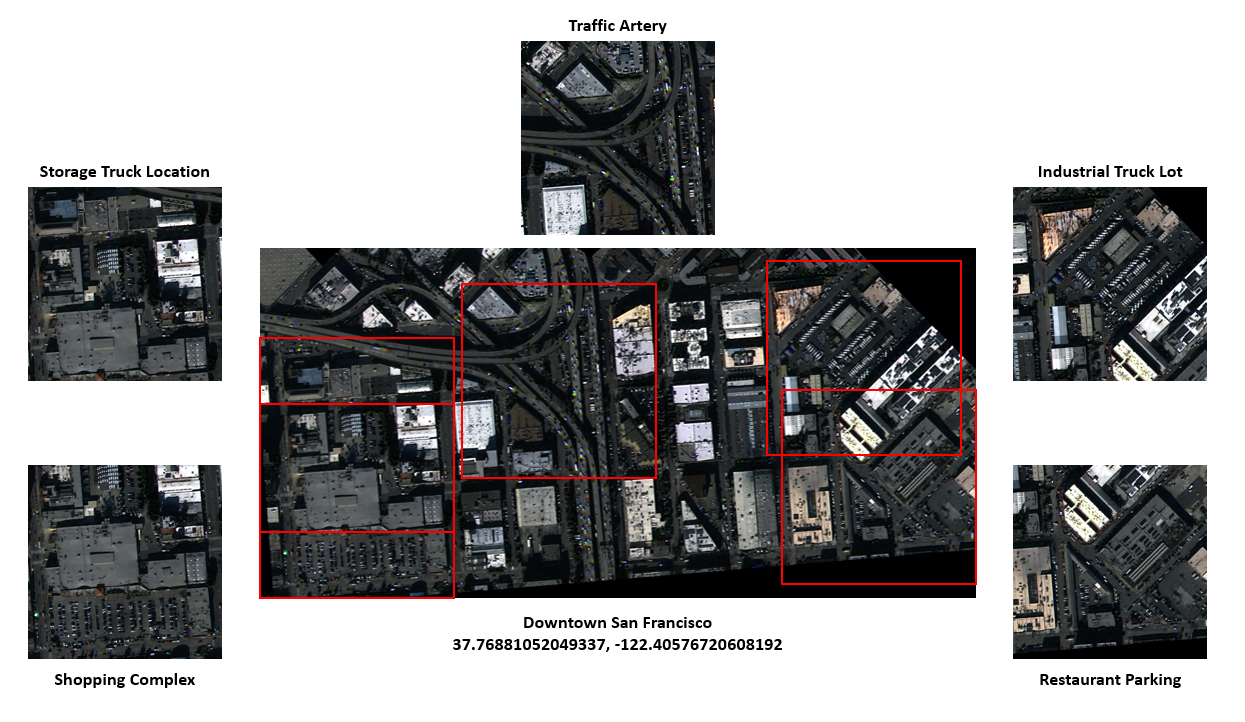 Traffic Artery
Storage Truck Location
Industrial Truck Lot
Downtown San Francisco
37.76881052049337, -122.40576720608192
Shopping Complex
Restaurant Parking